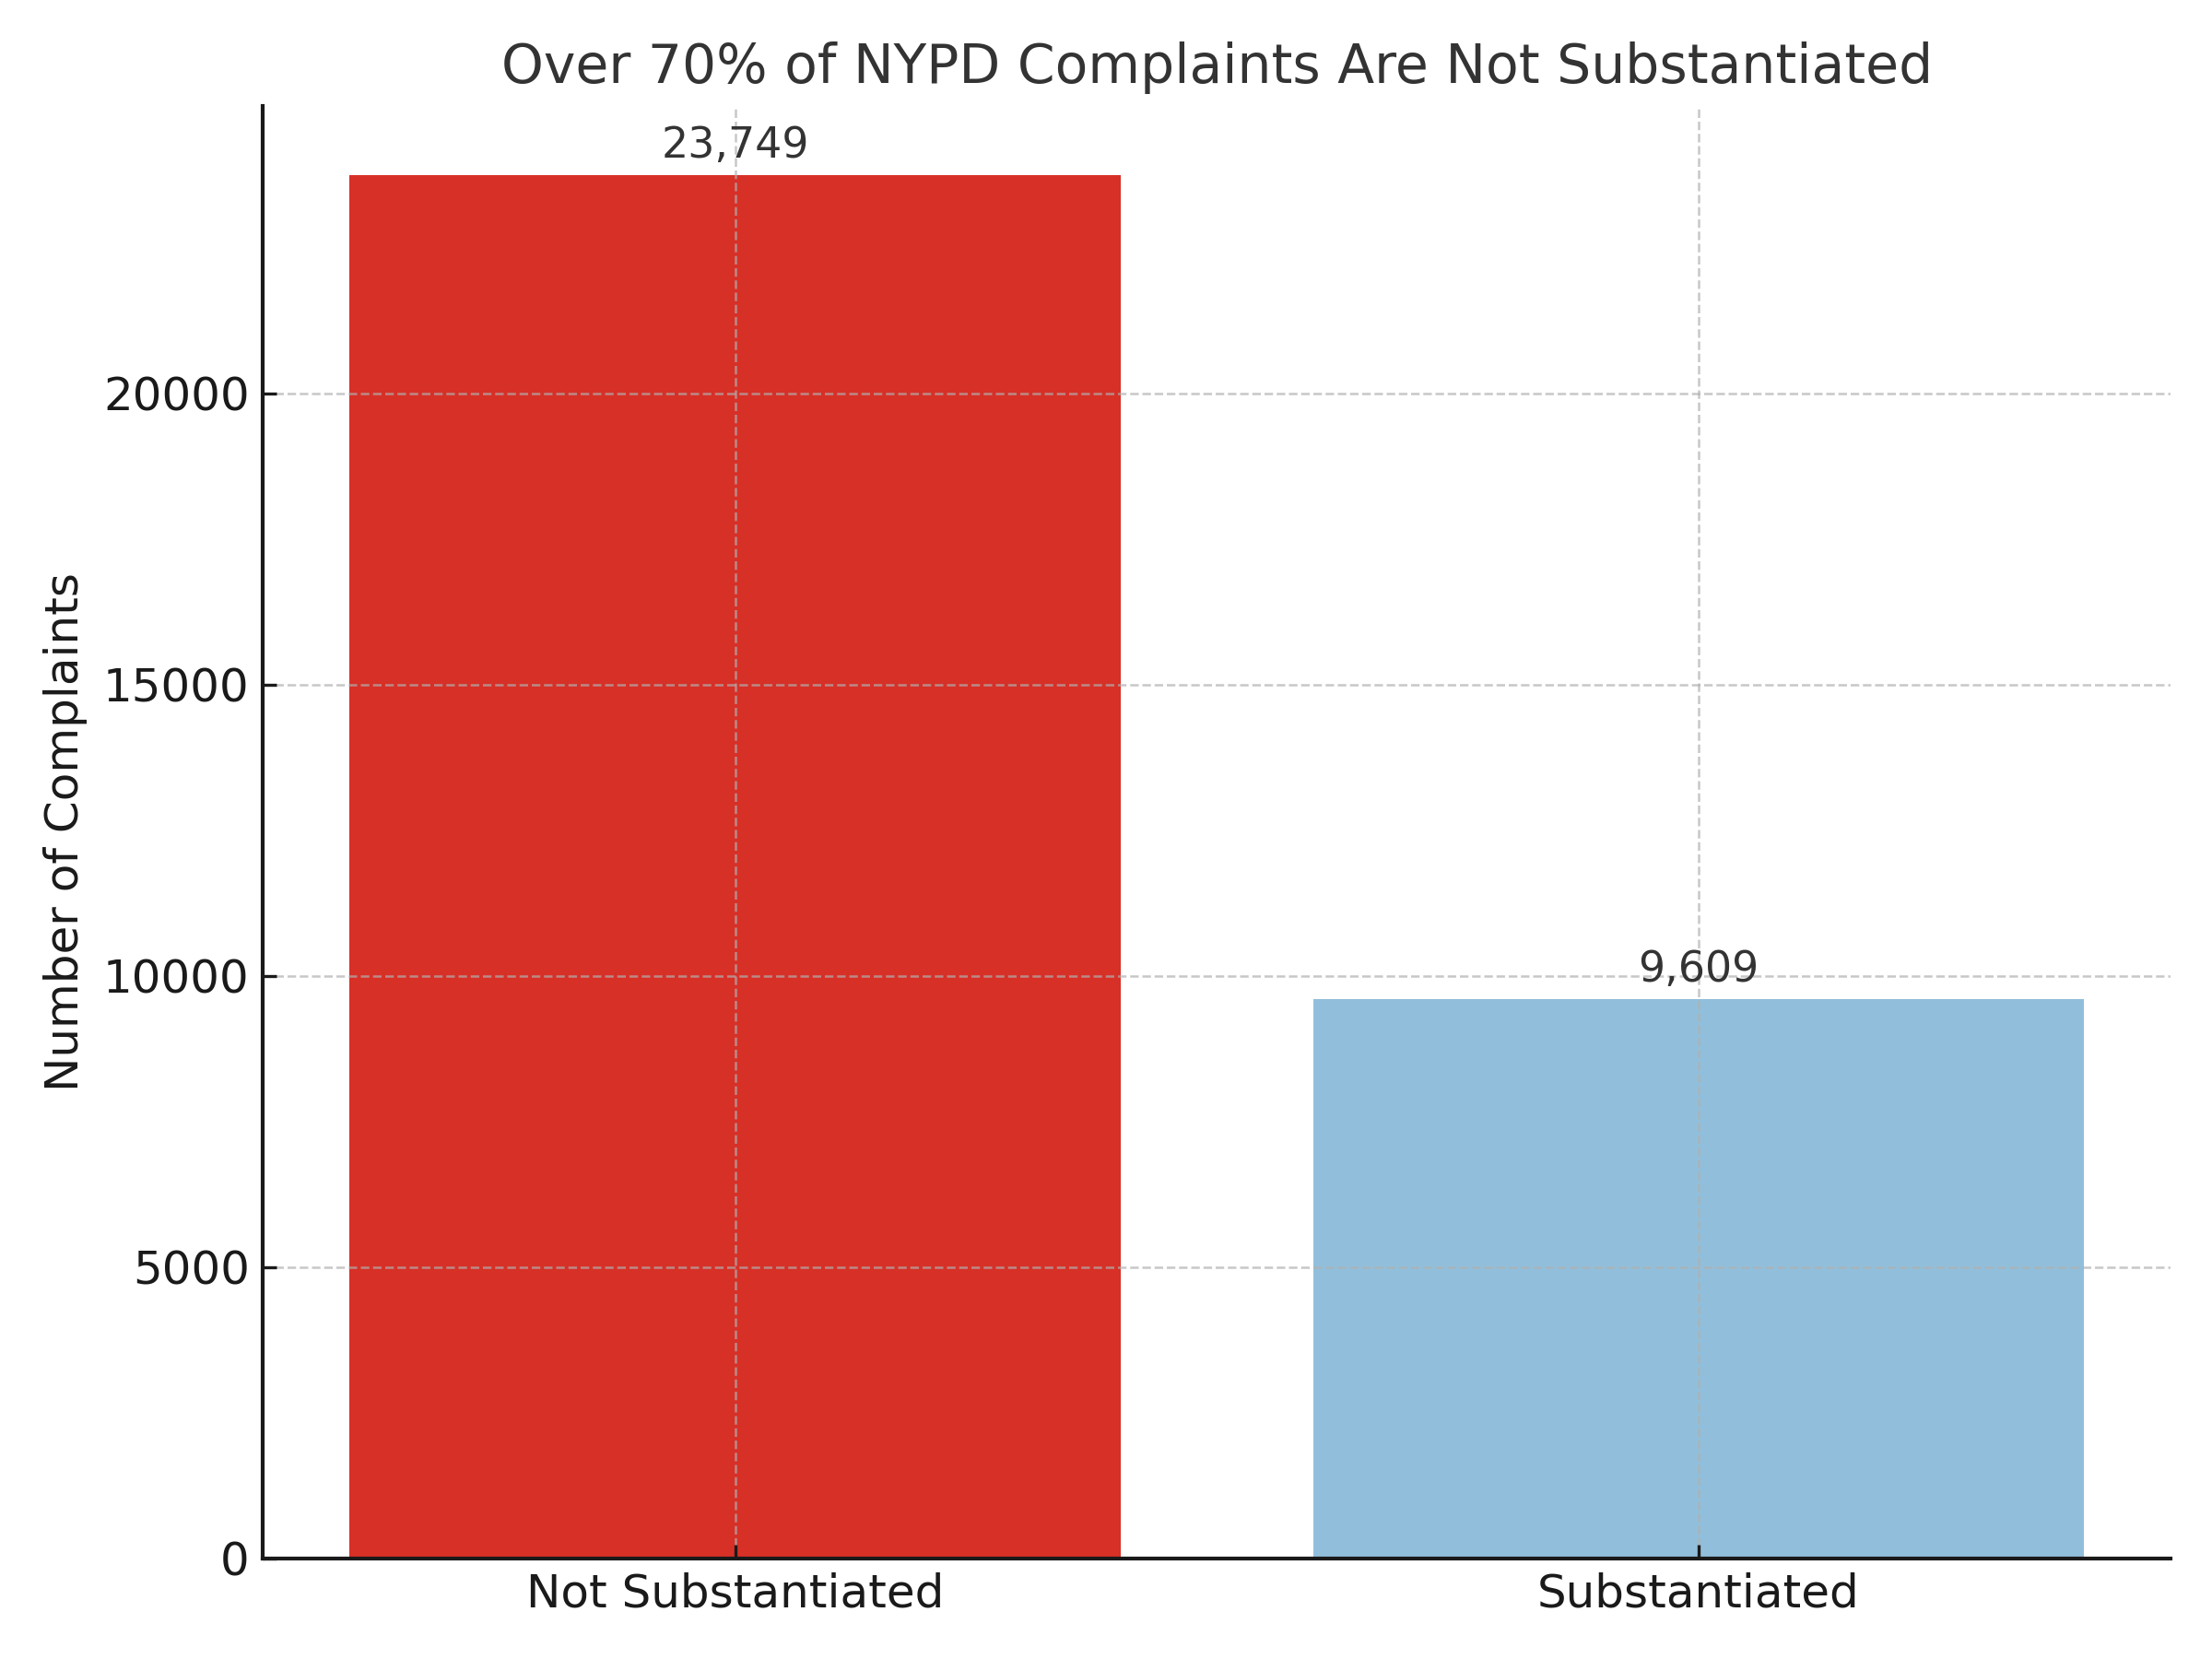 Over 70% of NYPD Complaints Are Not Substantiated
23,749
20000
15000
10000
5000
0
9,609
Number of Complaints
Not Substantiated
Substantiated